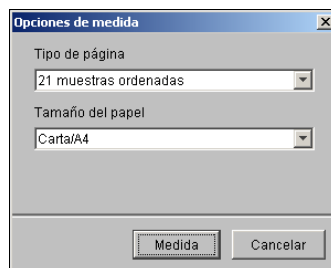 Opciones de medida
Tipo de página
21 muestras ordenadas
Tamaño del papel
Carta/A4
Medida
Cancelar